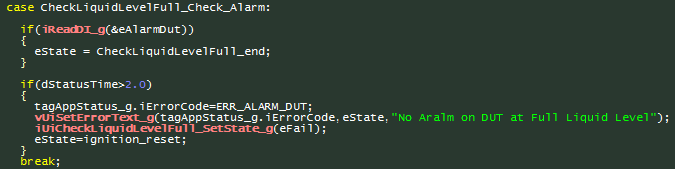 case CheckLiquidLevelFull_Check_Alarm:
if(iReadDI_g(&eAlarmDut))
{
eState = CheckLiquidLevelFull_end;
}
if(dStatusTime>2.0)
{
tagAppStatus_g.iErrorCode=ERR_ALARM_DUT;
vUiSetErrorText_g(tagAppStatus_g.iErrorCode,eState,"No Aralm on DUT at Full Liquid Level");
iUiCheckLiquidLevelFull_SetState_g(eFail);
eState=ignition_reset;
}
break;